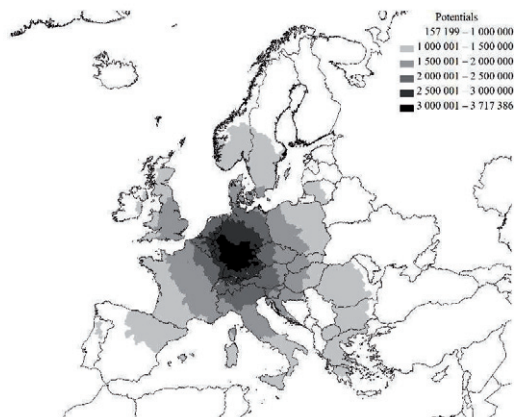 Potentials
157 199 – 1 000 000
1 000 001 – 1 500 000
1 500 001 – 2 000 000
2 000 001 – 2 500 000
2 500 001 – 3 000 000
3 000 001 – 3 717 386